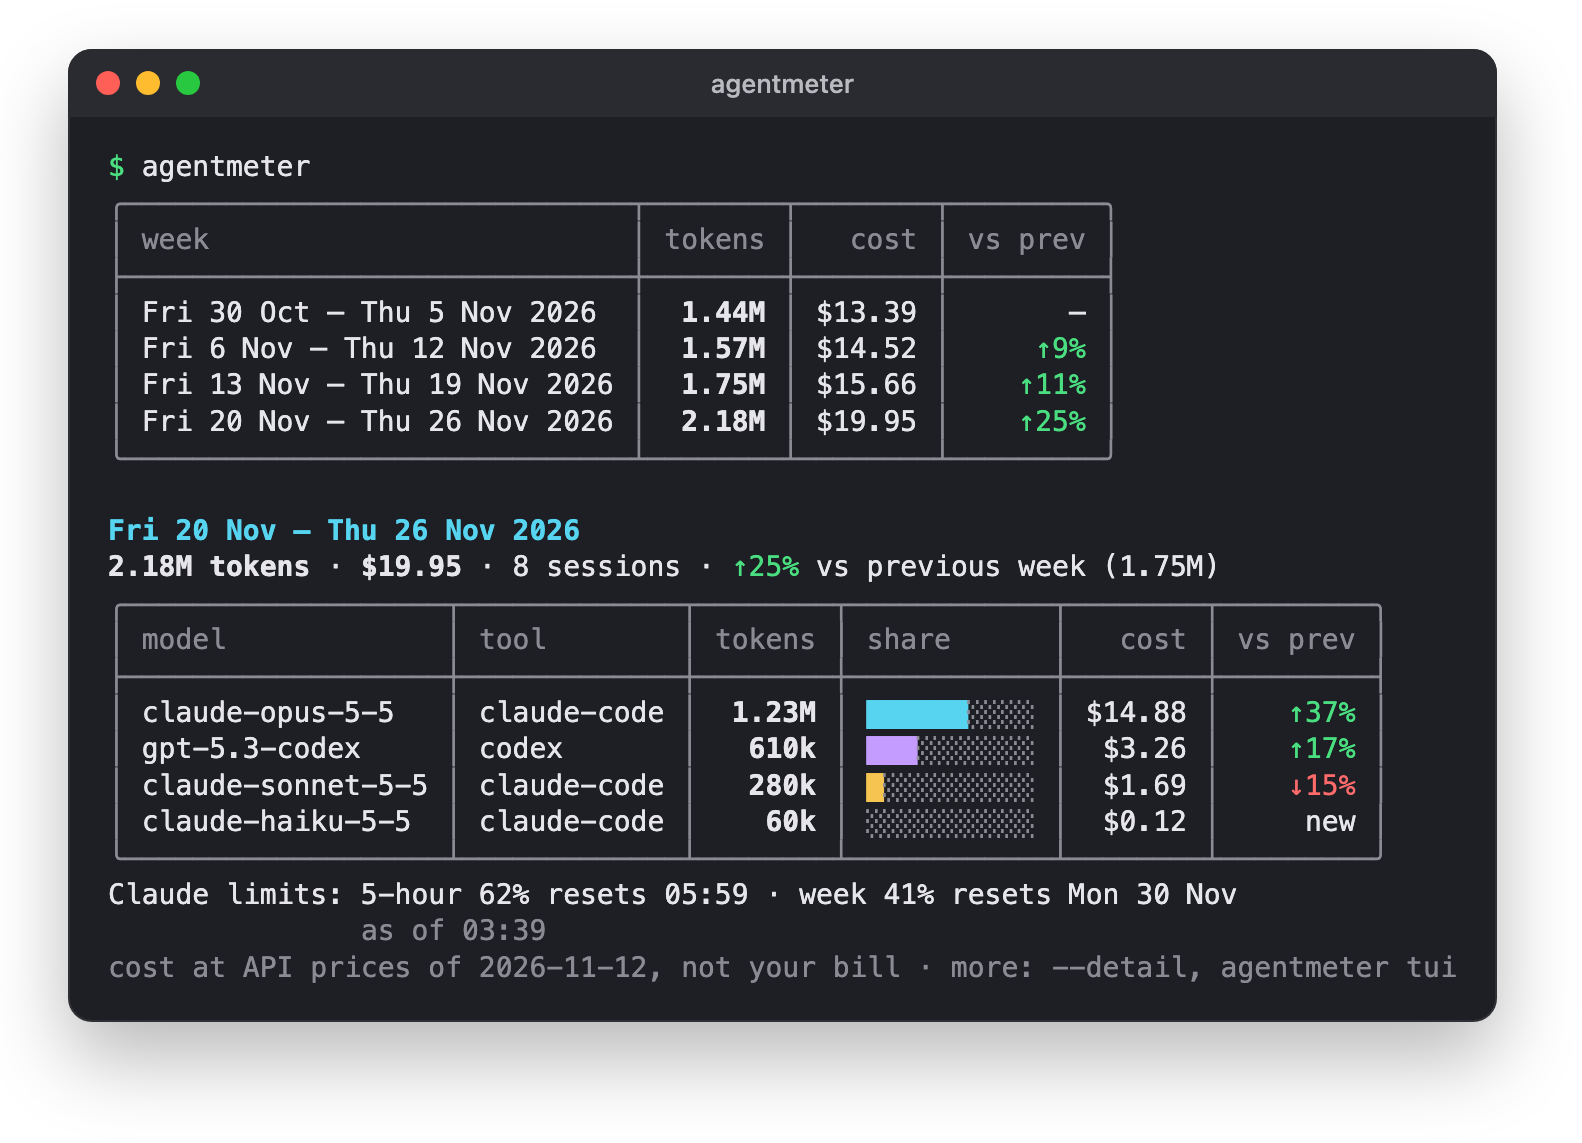 agentmeter
$ agentmeter
week tokens cost vs prev
Fri 30 Oct – Thu 5 Nov 2026 1.44M $13.39 –
Fri 6 Nov – Thu 12 Nov 2026 1.57M $14.52 ↑9%
Fri 13 Nov – Thu 19 Nov 2026 1.75M $15.66 ↑11%
Fri 20 Nov – Thu 26 Nov 2026 2.18M $19.95 ↑25%
Fri 20 Nov – Thu 26 Nov 2026
2.18M tokens · $19.95 · 8 sessions · ↑25% vs previous week (1.75M)
model tool tokens share cost vs prev
claude-opus-5-5 claude-code 1.23M $14.88 ↑37%
gpt-5.3-codex codex 610k $3.26 ↑17%
claude-sonnet-5-5 claude-code 280k $1.69 ↓15%
claude-haiku-5-5 claude-code 60k $0.12 new
Claude limits: 5-hour 62% resets 05:59 · week 41% resets Mon 30 Nov
as of 03:39
cost at API prices of 2026-11-12, not your bill · more: --detail, agentmeter tui